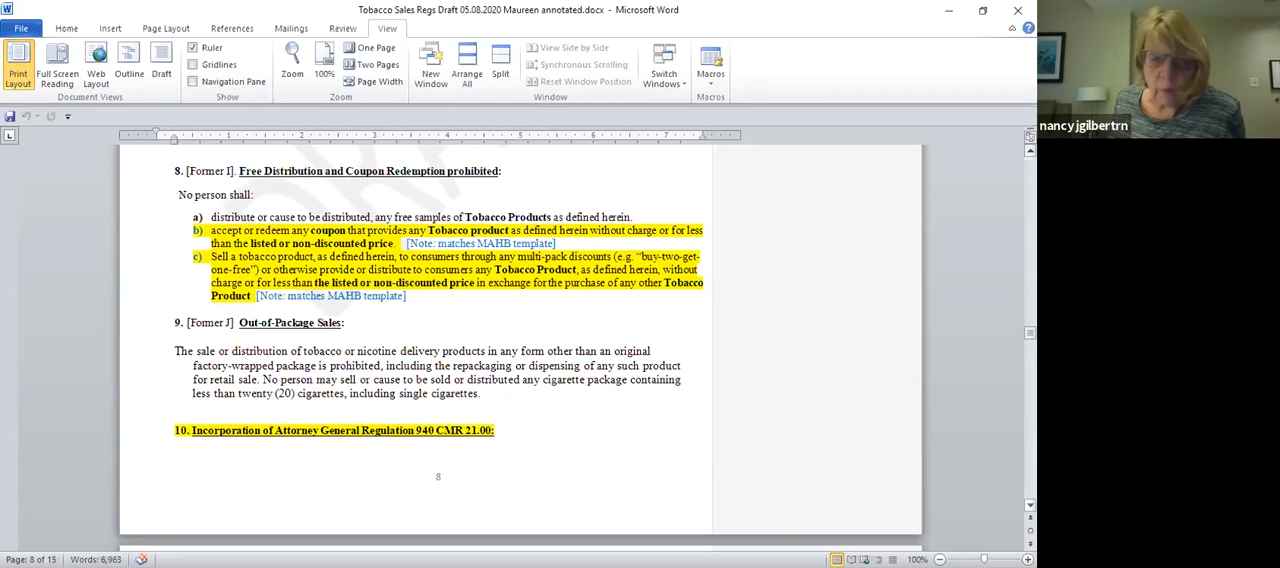 Tobacco Sales Regs Draft 05.08.2020 Maureen annotated.docx - Microsoft Word
File Home Insert Page Layout References Mailings Review View
Print Layout Full Screen Reading Web Layout Outline Draft
Document Views
Ruler
Gridlines
Navigation Pane
Show
Zoom 100%
One Page
Two Pages
Page Width
Zoom
New Window Arrange All Split
View Side by Side
Synchronous Scrolling
Reset Window Position
Window
Switch Windows
Macros
Macros
1 2 3 4 5 6 7
DRA
8. [Former I]. Free Distribution and Coupon Redemption prohibited:
No person shall:
a) distribute or cause to be distributed, any free samples of Tobacco Products as defined herein.
b) accept or redeem any coupon that provides any Tobacco product as defined herein without charge or for less
than the listed or non-discounted price. [Note: matches MAHB template]
c) Sell a tobacco product, as defined herein, to consumers through any multi-pack discounts (e.g. “buy-two-get-
one-free”) or otherwise provide or distribute to consumers any Tobacco Product, as defined herein, without
charge or for less than the listed or non-discounted price in exchange for the purchase of any other Tobacco
Product [Note: matches MAHB template]
9. [Former J] Out-of-Package Sales:
The sale or distribution of tobacco or nicotine delivery products in any form other than an original
factory-wrapped package is prohibited, including the repackaging or dispensing of any such product
for retail sale. No person may sell or cause to be sold or distributed any cigarette package containing
less than twenty (20) cigarettes, including single cigarettes.
10. Incorporation of Attorney General Regulation 940 CMR 21.00:
8
Page: 8 of 15 Words: 6,963 100%
nancyjgilbertrn